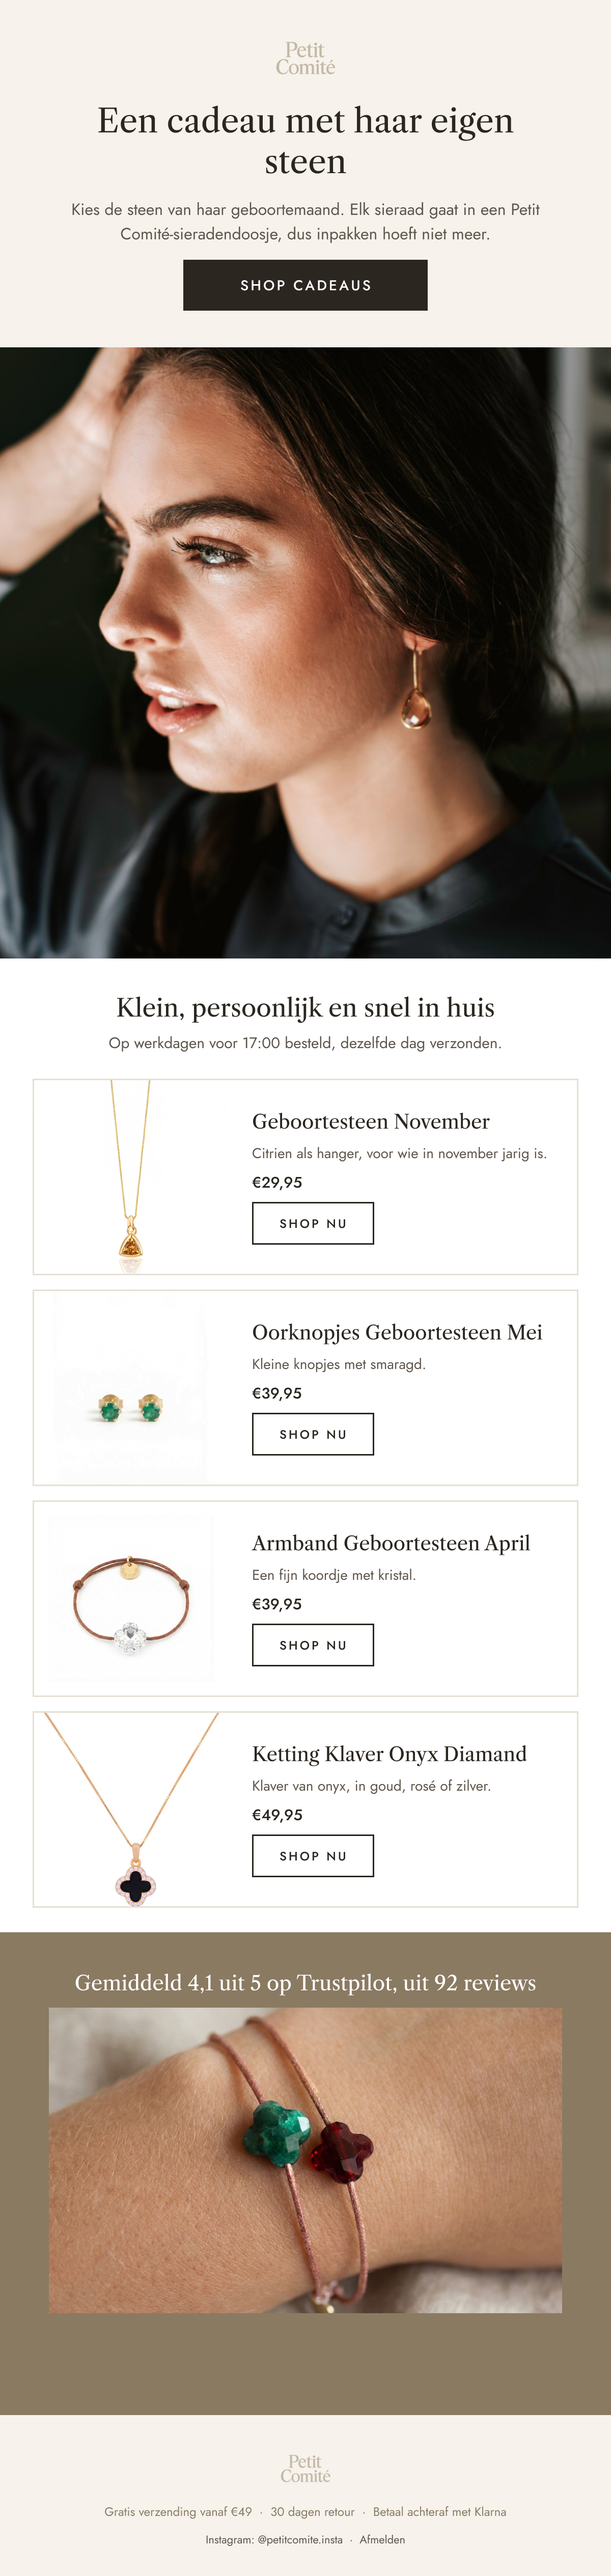 Petit
Comité
Een cadeau met haar eigen
steen
Kies de steen van haar geboortemaand. Elk sieraad gaat in een Petit
Comité-sieradendoosje, dus inpakken hoeft niet meer.
SHOP CADEAUS
Klein, persoonlijk en snel in huis
Op werkdagen voor 17:00 besteld, dezelfde dag verzonden.
Geboortesteen November
Citrien als hanger, voor wie in november jarig is.
€29,95
SHOP NU
Oorknopjes Geboortesteen Mei
Kleine knopjes met smaragd.
€39,95
SHOP NU
Armband Geboortesteen April
Een fijn koordje met kristal.
€39,95
SHOP NU
Ketting Klaver Onyx Diamand
Klaver van onyx, in goud, rosé of zilver.
€49,95
SHOP NU
Gemiddeld 4,1 uit 5 op Trustpilot, uit 92 reviews
Petit
Comité
Gratis verzending vanaf €49 · 30 dagen retour · Betaal achteraf met Klarna
Instagram: @petitcomite.insta · Afmelden